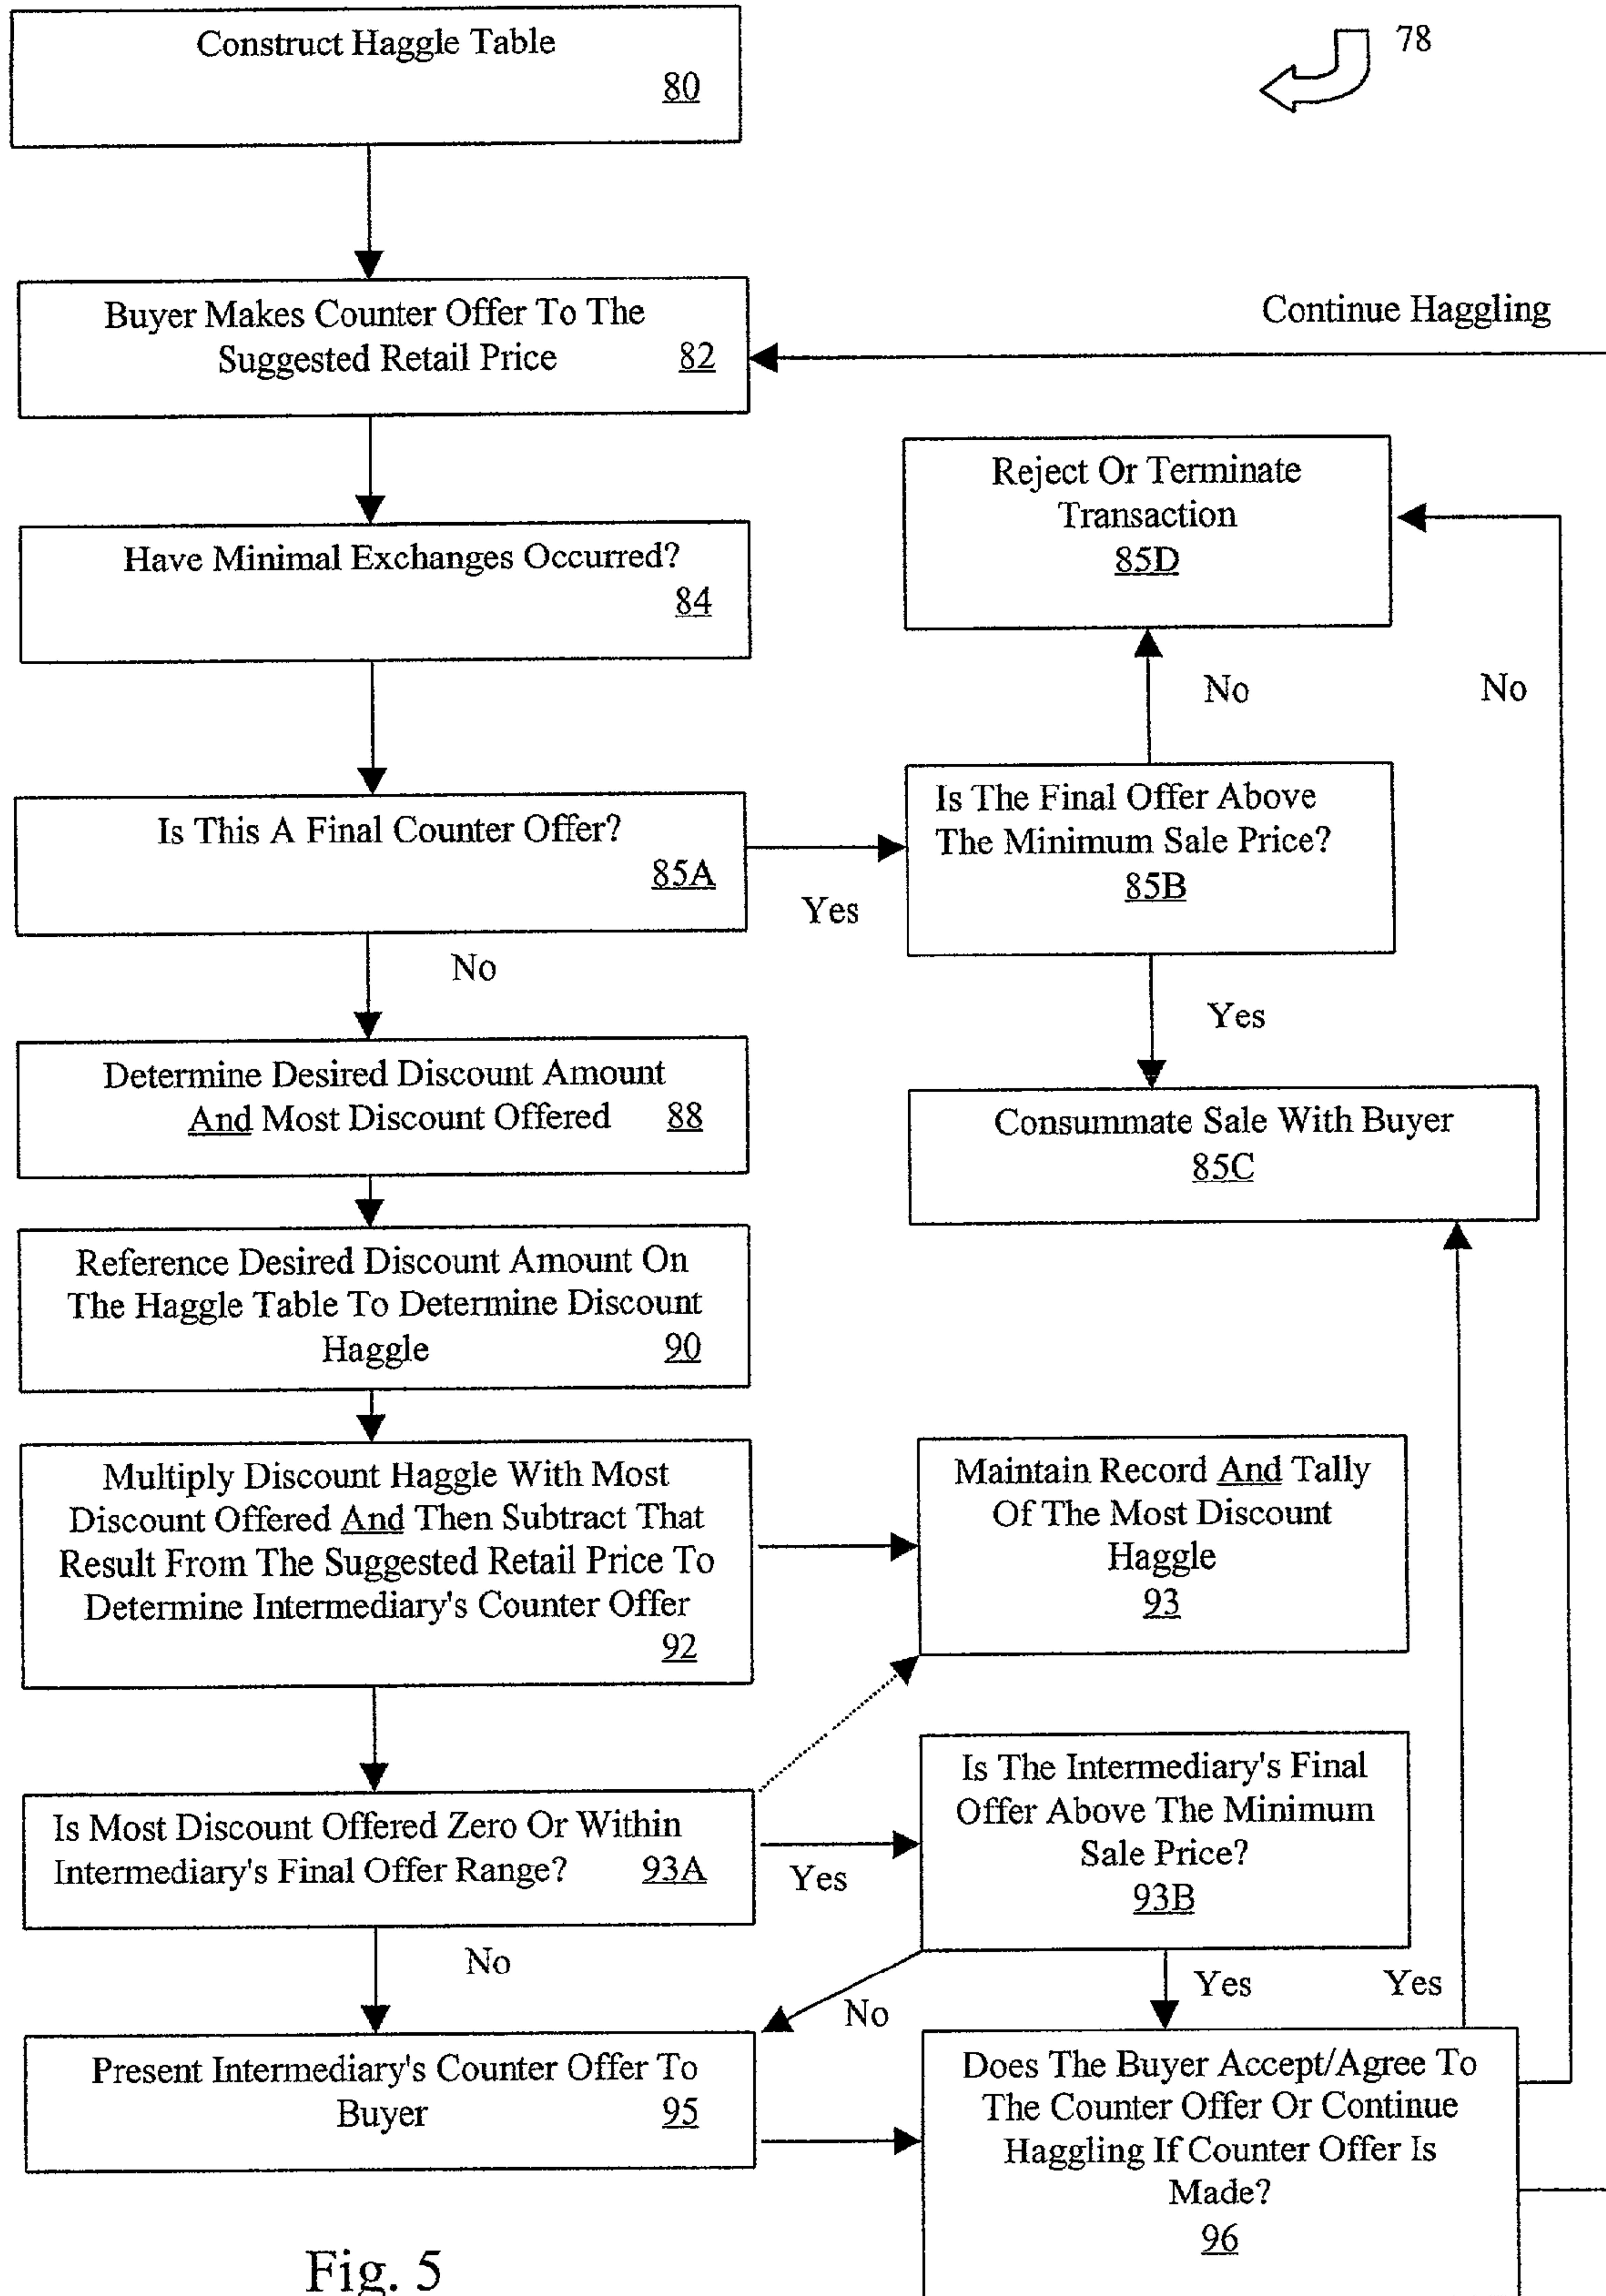 Construct Haggle Table
80
78
Buyer Makes Counter Offer To The
Suggested Retail Price 82
Continue Haggling
Have Minimal Exchanges Occurred?
84
Reject Or Terminate
Transaction
85D
No
No
Is This A Final Counter Offer?
85A
Yes
Is The Final Offer Above
The Minimum Sale Price?
85B
No
Yes
Determine Desired Discount Amount
And Most Discount Offered 88
Consummate Sale With Buyer
85C
Reference Desired Discount Amount On
The Haggle Table To Determine Discount
Haggle 90
Multiply Discount Haggle With Most
Discount Offered And Then Subtract That
Result From The Suggested Retail Price To
Determine Intermediary's Counter Offer
92
Maintain Record And Tally
Of The Most Discount
Haggle
93
Is Most Discount Offered Zero Or Within
Intermediary's Final Offer Range? 93A
Yes
Is The Intermediary's Final
Offer Above The Minimum
Sale Price?
93B
No
No
Yes
Yes
Present Intermediary's Counter Offer To
Buyer 95
Does The Buyer Accept/Agree To
The Counter Offer Or Continue
Haggling If Counter Offer Is
Made?
96
Fig. 5